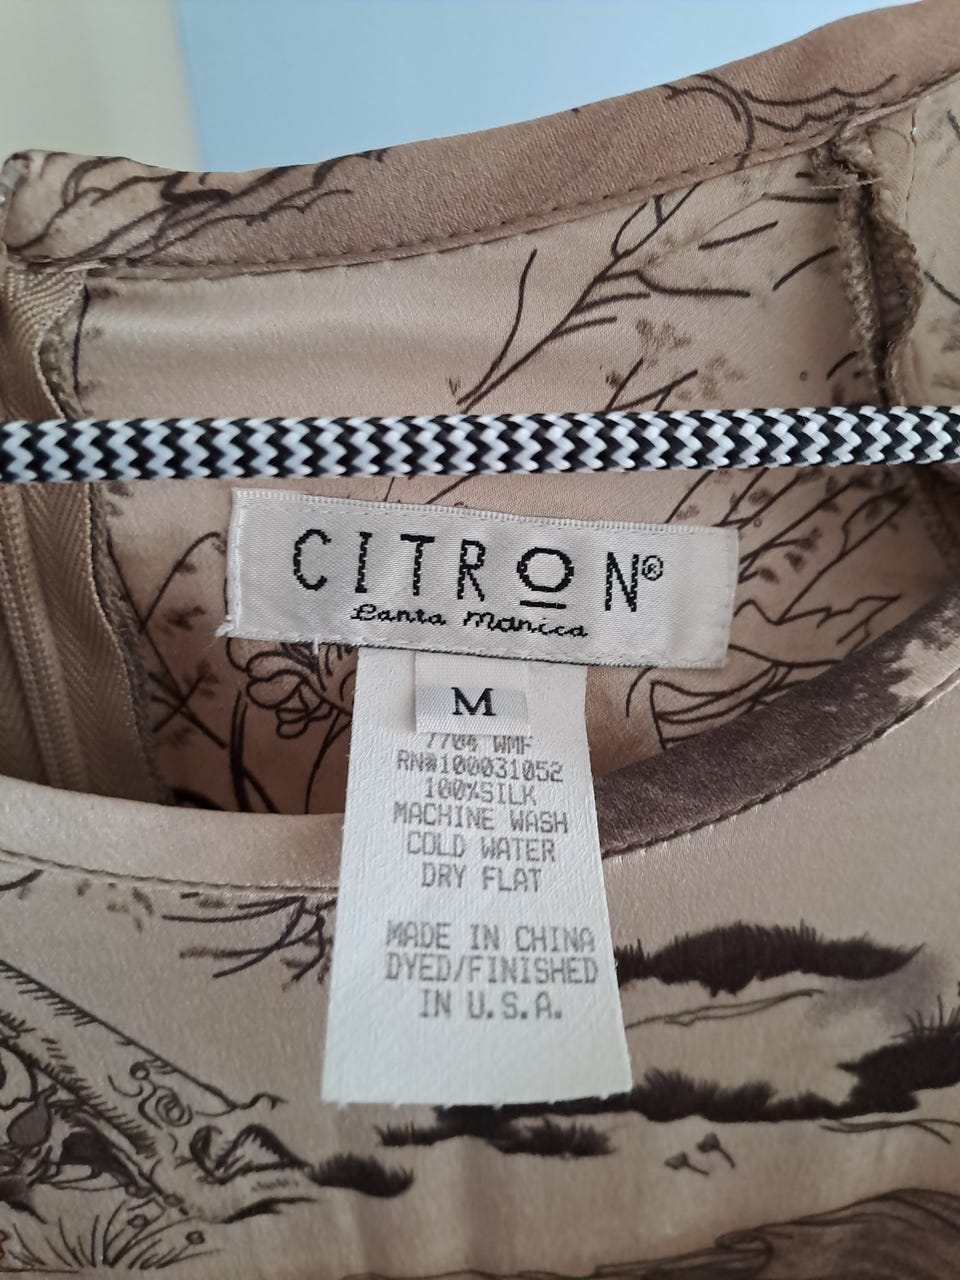 CITRON®
Santa Monica
M
7704 WMF
RN#100031052
100%SILK
MACHINE WASH
COLD WATER
DRY FLAT
MADE IN CHINA
DYED/FINISHED
IN U.S.A.